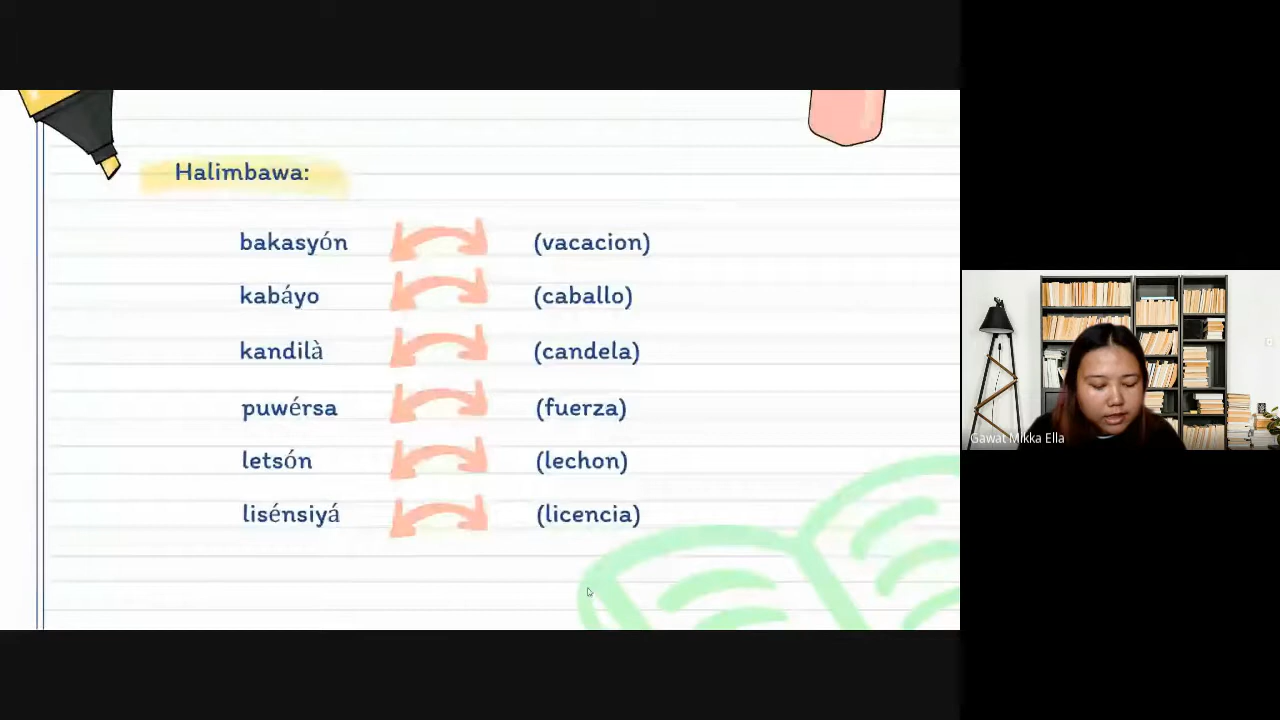 Halimbawa:
bakasyón (vacacion)
kabáyo (caballo)
kandilà (candela)
puwérsa (fuerza)
letsón (lechon)
lisénsiyá (licencia)
Gawat Mikka Ella